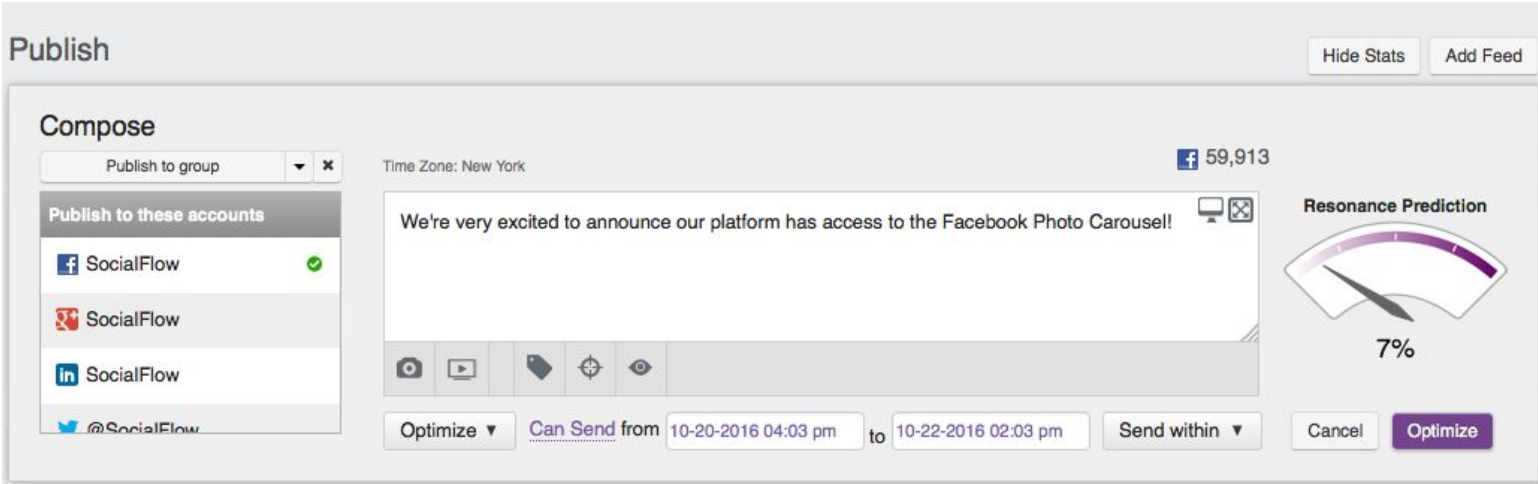 Publish
Hide Stats
Add Feed
Compose
Publish to group
Time Zone: New York
59,913
Publish to these accounts
SocialFlow
SocialFlow
SocialFlow
@SocialFlow
We're very excited to announce our platform has access to the Facebook Photo Carousel!
Resonance Prediction
7%
Optimize ▼ Can Send from 10-20-2016 04:03 pm to 10-22-2016 02:03 pm Send within ▼
Cancel
Optimize